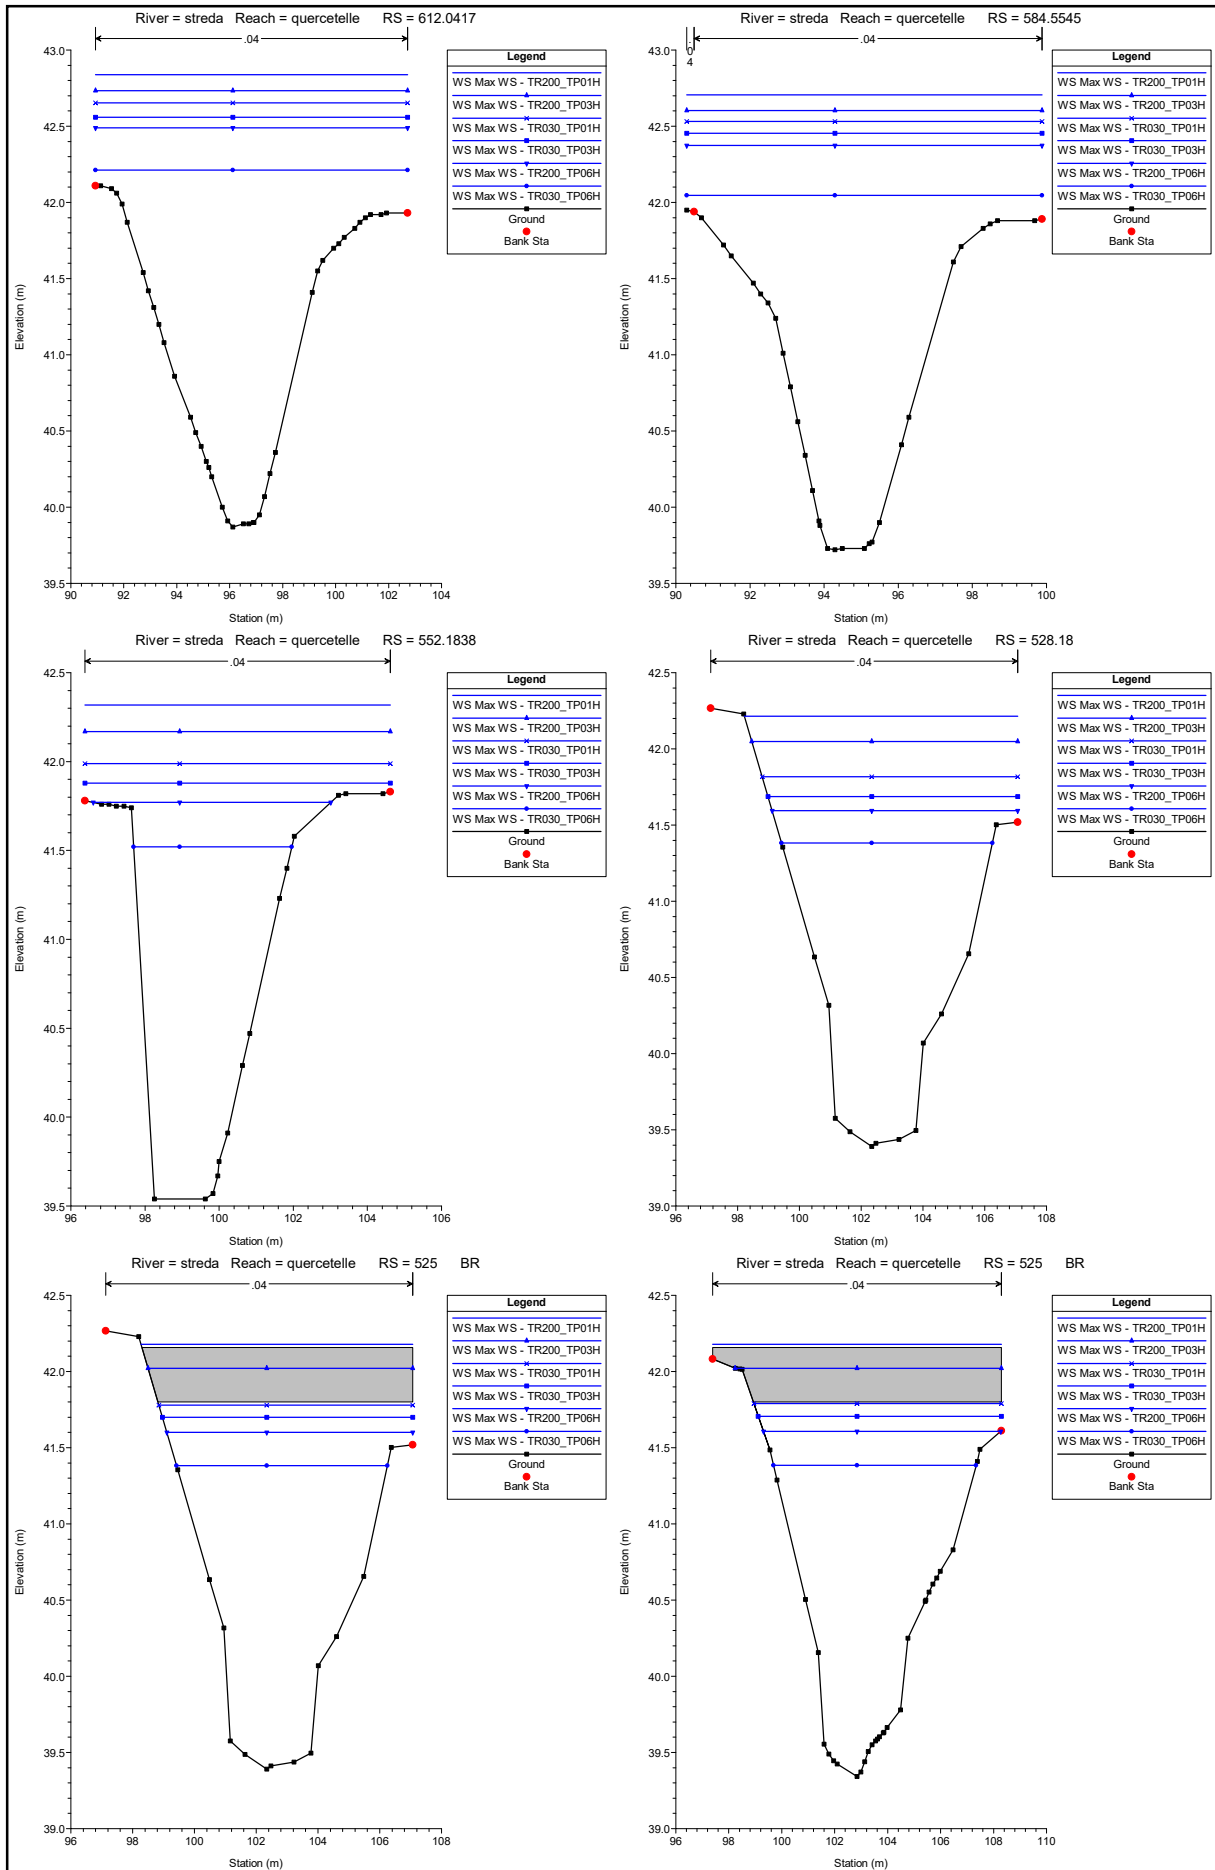 River = streda Reach = quercetelle RS = 612.0417
.04
Legend
WS Max WS - TR200_TP01H
WS Max WS - TR200_TP03H
WS Max WS - TR030_TP01H
WS Max WS - TR030_TP03H
WS Max WS - TR200_TP06H
WS Max WS - TR030_TP06H
Ground
Bank Sta
43.0
42.5
42.0
41.5
41.0
40.5
40.0
39.5
Elevation (m)
90 92 94 96 98 100 102 104
Station (m)
River = streda Reach = quercetelle RS = 584.5545
.04
.04
Legend
WS Max WS - TR200_TP01H
WS Max WS - TR200_TP03H
WS Max WS - TR030_TP01H
WS Max WS - TR030_TP03H
WS Max WS - TR200_TP06H
WS Max WS - TR030_TP06H
Ground
Bank Sta
43.0
42.5
42.0
41.5
41.0
40.5
40.0
39.5
Elevation (m)
90 92 94 96 98 100
Station (m)
River = streda Reach = quercetelle RS = 552.1838
.04
Legend
WS Max WS - TR200_TP01H
WS Max WS - TR200_TP03H
WS Max WS - TR030_TP01H
WS Max WS - TR030_TP03H
WS Max WS - TR200_TP06H
WS Max WS - TR030_TP06H
Ground
Bank Sta
42.5
42.0
41.5
41.0
40.5
40.0
39.5
Elevation (m)
96 98 100 102 104 106
Station (m)
River = streda Reach = quercetelle RS = 528.18
.04
Legend
WS Max WS - TR200_TP01H
WS Max WS - TR200_TP03H
WS Max WS - TR030_TP01H
WS Max WS - TR030_TP03H
WS Max WS - TR200_TP06H
WS Max WS - TR030_TP06H
Ground
Bank Sta
42.5
42.0
41.5
41.0
40.5
40.0
39.5
39.0
Elevation (m)
96 98 100 102 104 106 108
Station (m)
River = streda Reach = quercetelle RS = 525 BR
.04
Legend
WS Max WS - TR200_TP01H
WS Max WS - TR200_TP03H
WS Max WS - TR030_TP01H
WS Max WS - TR030_TP03H
WS Max WS - TR200_TP06H
WS Max WS - TR030_TP06H
Ground
Bank Sta
42.5
42.0
41.5
41.0
40.5
40.0
39.5
39.0
Elevation (m)
96 98 100 102 104 106 108
Station (m)
River = streda Reach = quercetelle RS = 525 BR
.04
Legend
WS Max WS - TR200_TP01H
WS Max WS - TR200_TP03H
WS Max WS - TR030_TP01H
WS Max WS - TR030_TP03H
WS Max WS - TR200_TP06H
WS Max WS - TR030_TP06H
Ground
Bank Sta
42.5
42.0
41.5
41.0
40.5
40.0
39.5
39.0
Elevation (m)
96 98 100 102 104 106 108 110
Station (m)